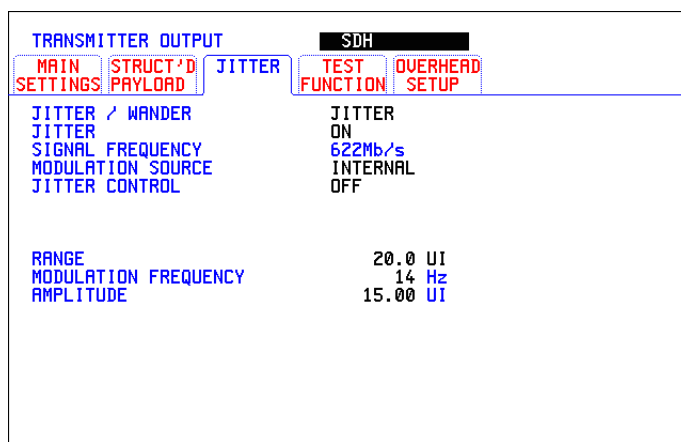 TRANSMITTER OUTPUT SDH
MAIN SETTINGS STRUCT'D PAYLOAD JITTER TEST FUNCTION OVERHEAD SETUP
JITTER / WANDER JITTER
JITTER ON
SIGNAL FREQUENCY 622Mb/s
MODULATION SOURCE INTERNAL
JITTER CONTROL OFF
RANGE 20.0 UI
MODULATION FREQUENCY 14 Hz
AMPLITUDE 15.00 UI